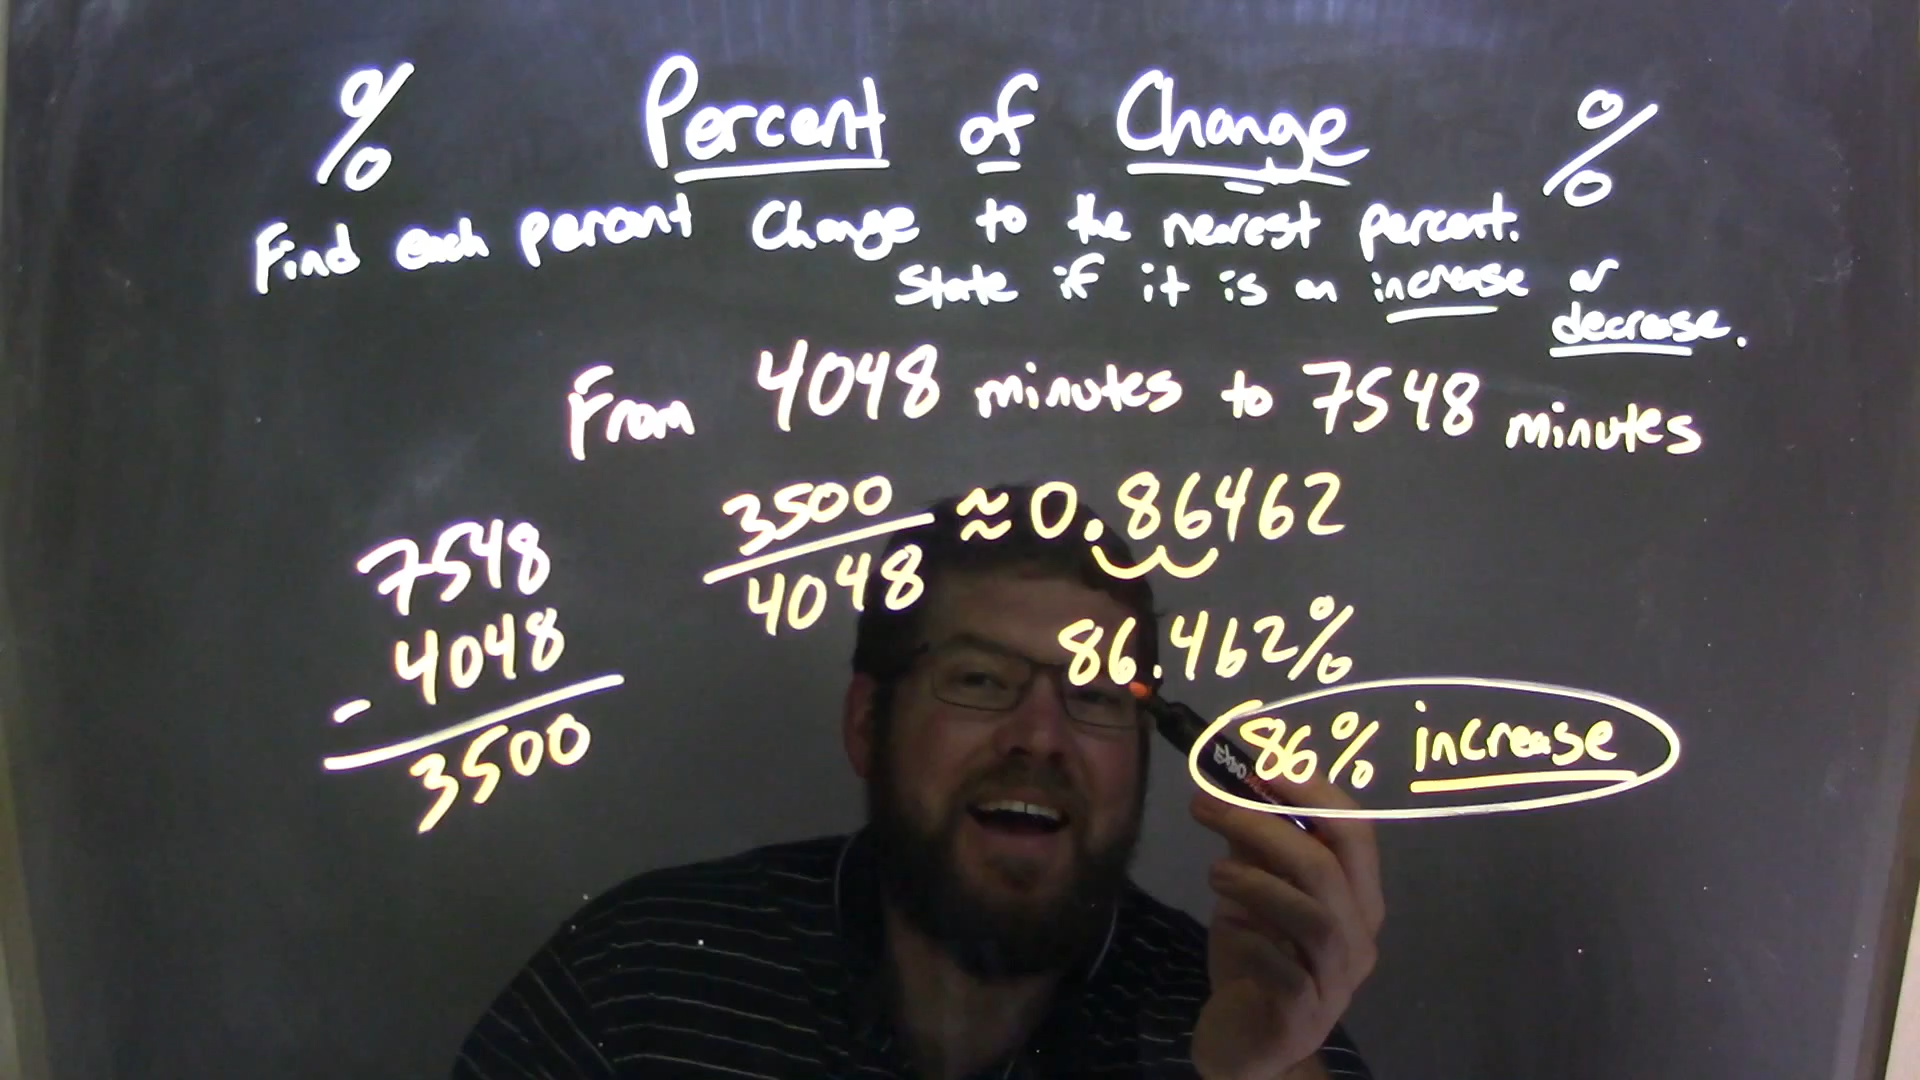 % Percent of Change %
Find each percent Change to the nearest percent.
State if it is an increase or
decrease.
From 4048 minutes to 7548 minutes
7548
- 4048
3500
3500
4048
≈ 0.86462
86.462%
86% increase
Expo